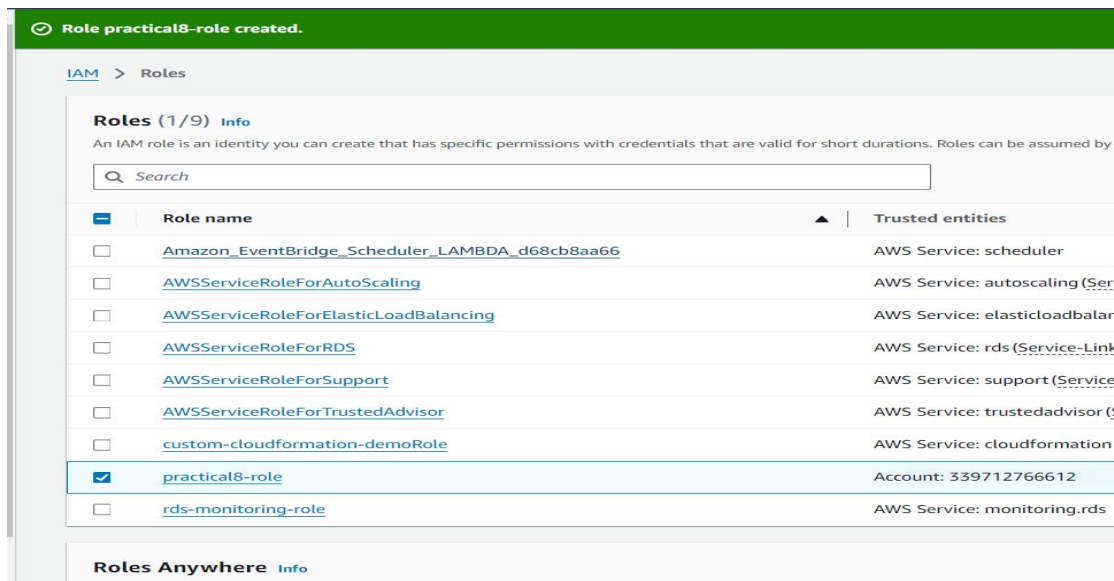 Role practical8-role created.
IAM > Roles
Roles (1/9) Info
An IAM role is an identity you can create that has specific permissions with credentials that are valid for short durations. Roles can be assumed by
Search
Role name Trusted entities
Amazon_EventBridge_Scheduler_LAMBDA_d68cb8aa66 AWS Service: scheduler
AWSServiceRoleForAutoScaling AWS Service: autoscaling (Ser
AWSServiceRoleForElasticLoadBalancing AWS Service: elasticloadbalan
AWSServiceRoleForRDS AWS Service: rds (Service-Link
AWSServiceRoleForSupport AWS Service: support (Service
AWSServiceRoleForTrustedAdvisor AWS Service: trustedadvisor (S
custom-cloudformation-demoRole AWS Service: cloudformation
practical8-role Account: 339712766612
rds-monitoring-role AWS Service: monitoring.rds
Roles Anywhere Info